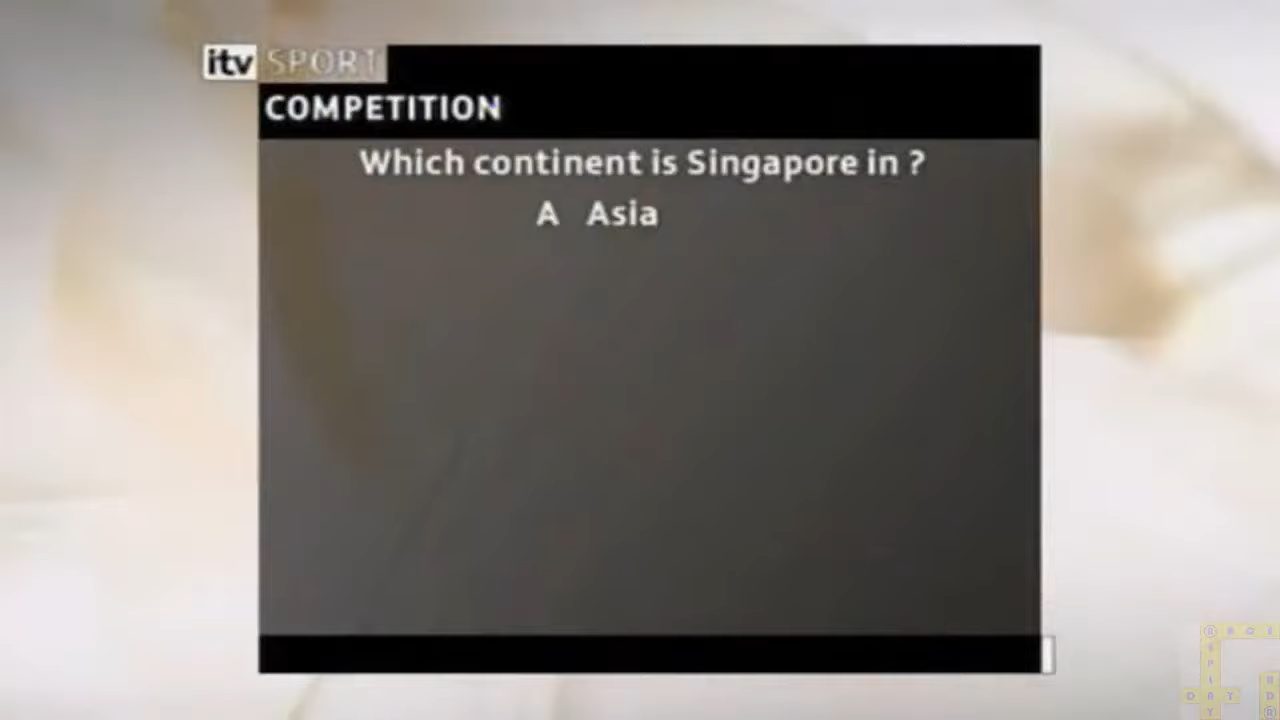 itv SPORT
COMPETITION
Which continent is Singapore in ?
A Asia